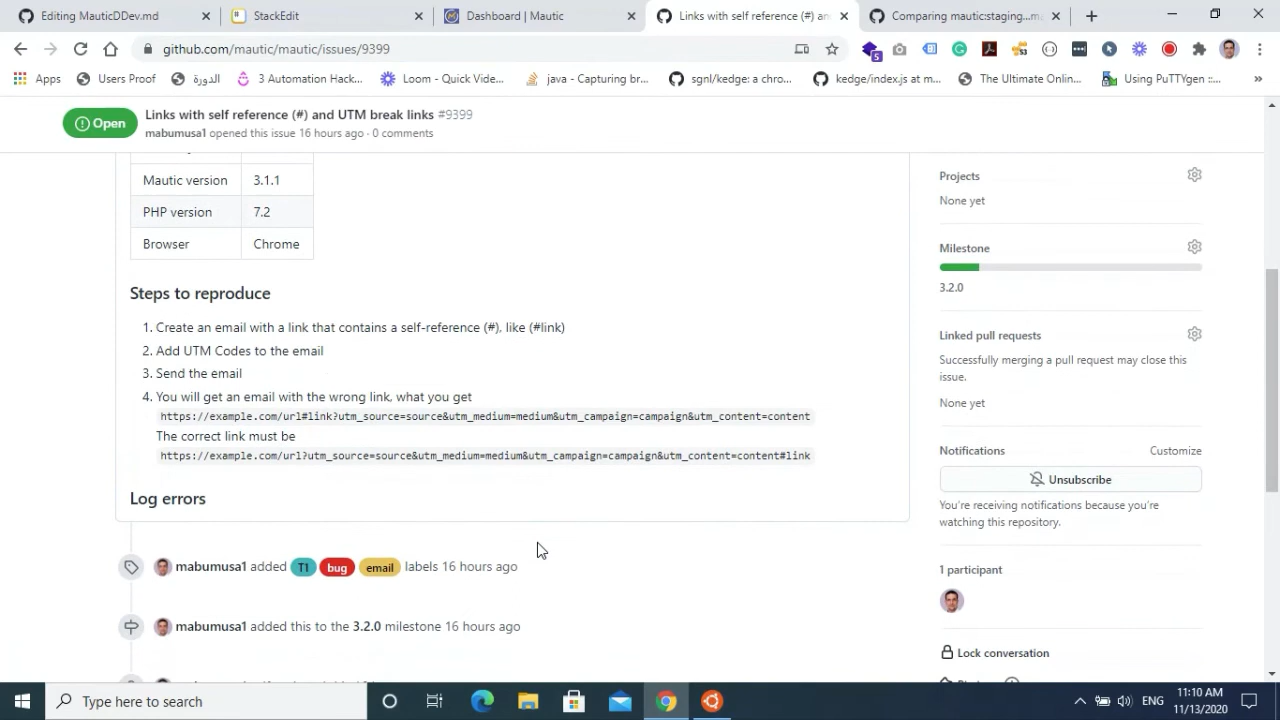 Editing MauticDDev.md
StackEdit
Dashboard | Mautic
Links with self reference (#) an
Comparing mautic:staging...m
github.com/mautic/mautic/issues/9399
5
Apps
Users Proof
الدورة
3 Automation Hack...
Loom - Quick Vide...
java - Capturing br...
sgnl/kedge: a chro...
kedge/index.js at m...
The Ultimate Onlin...
Using PuTTYgen ::...
»
Open
Links with self reference (#) and UTM break links #9399
mabumusa1 opened this issue 16 hours ago · 0 comments
Mautic version 3.1.1
PHP version 7.2
Browser Chrome
Steps to reproduce
1. Create an email with a link that contains a self-reference (#), like (#link)
2. Add UTM Codes to the email
3. Send the email
4. You will get an email with the wrong link, what you get
https://example.com/url#link?utm_source=source&utm_medium=medium&utm_campaign=campaign&utm_content=content
The correct link must be
https://example.com/url?utm_source=source&utm_medium=medium&utm_campaign=campaign&utm_content=content#link
Log errors
mabumusa1 added T1 bug email labels 16 hours ago
mabumusa1 added this to the 3.2.0 milestone 16 hours ago
Projects
None yet
Milestone
3.2.0
Linked pull requests
Successfully merging a pull request may close this
issue.
None yet
Notifications Customize
Unsubscribe
You're receiving notifications because you're
watching this repository.
1 participant
Lock conversation
Type here to search
ENG
11:10 AM
11/13/2020